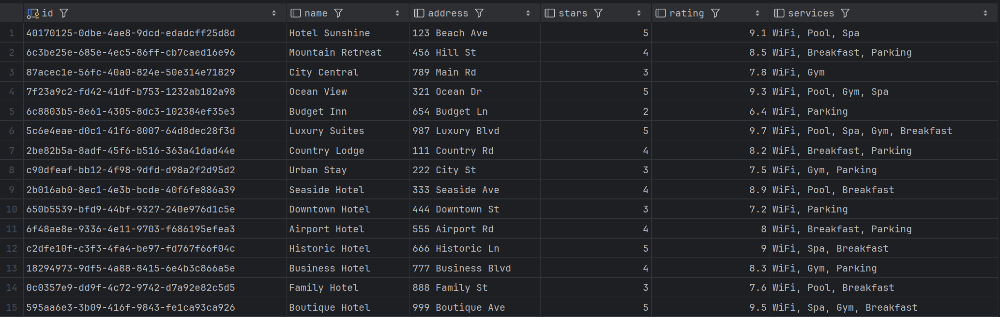 id name address stars rating services
1 40170125-0dbe-4ae8-9dcd-edadcff25d8d Hotel Sunshine 123 Beach Ave 5 9.1 WiFi, Pool, Spa
2 6c3be25e-685e-4ec5-86ff-cb7caed16e96 Mountain Retreat 456 Hill St 4 8.5 WiFi, Breakfast, Parking
3 87acec1e-56fc-40a0-824e-50e314e71829 City Central 789 Main Rd 3 7.8 WiFi, Gym
4 7f23a9c2-fd42-41df-b753-1232ab102a98 Ocean View 321 Ocean Dr 5 9.3 WiFi, Pool, Gym, Spa
5 6c8803b5-8e61-4305-8dc3-102384ef35e3 Budget Inn 654 Budget Ln 2 6.4 WiFi, Parking
6 5c6e4eae-d0c1-41f6-8007-64d8dec28f3d Luxury Suites 987 Luxury Blvd 5 9.7 WiFi, Pool, Spa, Gym, Breakfast
7 2be82b5a-8adf-45f6-b516-363a41dad44e Country Lodge 111 Country Rd 4 8.2 WiFi, Breakfast, Parking
8 c90dfeaf-bb12-4f98-9dfd-d98a2f2d95d2 Urban Stay 222 City St 3 7.5 WiFi, Gym, Parking
9 2b016ab0-8ec1-4e3b-bcde-40f6fe886a39 Seaside Hotel 333 Seaside Ave 4 8.9 WiFi, Pool, Breakfast
10 650b5539-bfd9-44bf-9327-240e976d1c5e Downtown Hotel 444 Downtown St 3 7.2 WiFi, Parking
11 6f48ae8e-9336-4e11-9703-f686195efea3 Airport Hotel 555 Airport Rd 4 8 WiFi, Breakfast, Parking
12 c2dfe10f-c3f3-4fa4-be97-fd767f66f04c Historic Hotel 666 Historic Ln 5 9 WiFi, Spa, Breakfast
13 18294973-9df5-4a88-8415-6e4b3c866a5e Business Hotel 777 Business Blvd 4 8.3 WiFi, Gym, Parking
14 0c0357e9-dd9f-4c72-9742-d7a92e82c5d5 Family Hotel 888 Family St 3 7.6 WiFi, Pool, Breakfast
15 595aa6e3-3b09-416f-9843-fe1ca93ca926 Boutique Hotel 999 Boutique Ave 5 9.5 WiFi, Spa, Gym, Breakfast